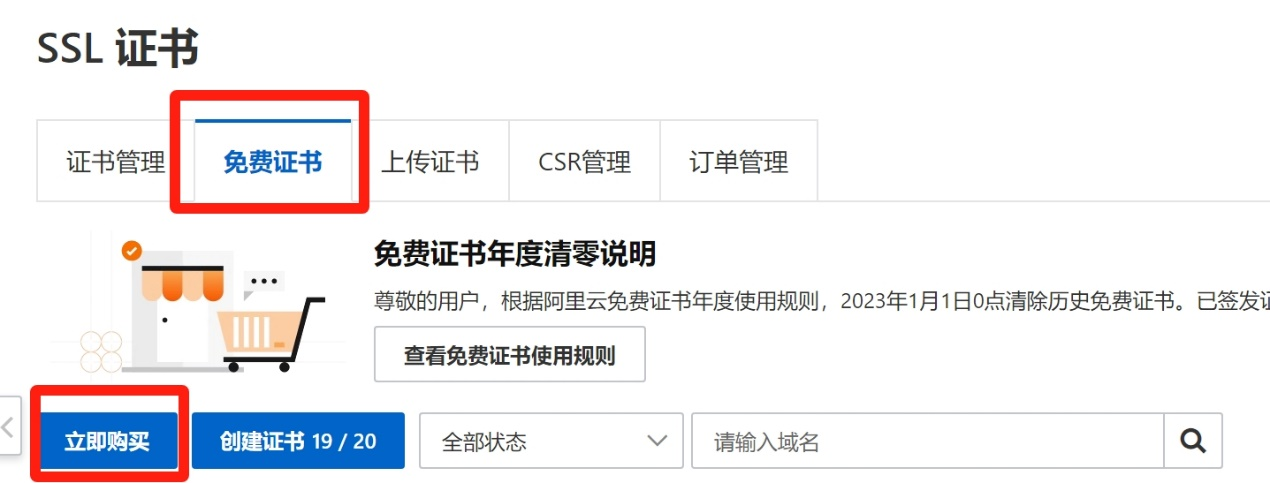 SSL 证书
证书管理 免费证书 上传证书 CSR管理 订单管理
免费证书年度清零说明
尊敬的用户，根据阿里云免费证书年度使用规则，2023年1月1日0点清除历史免费证书。已签发
查看免费证书使用规则
立即购买 创建证书 19 / 20 全部状态 请输入域名